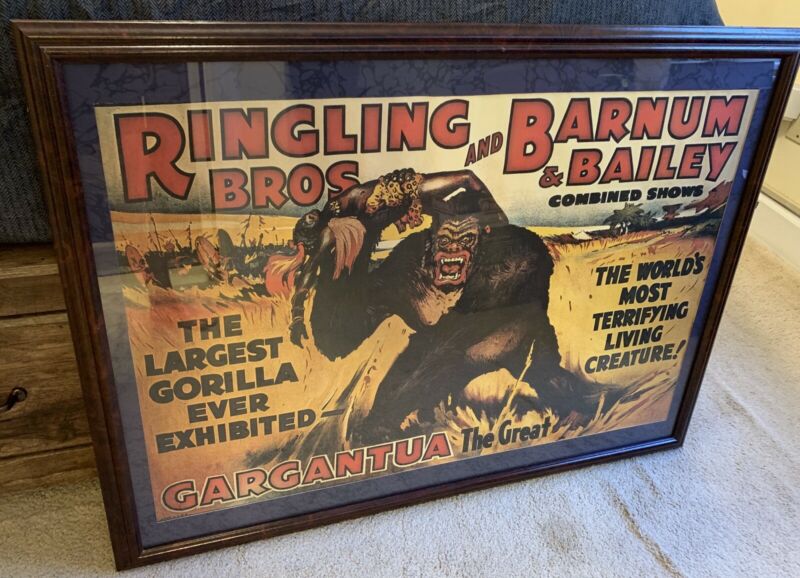 RINGLING BROS AND BARNUM & BAILEY
COMBINED SHOWS
THE WORLD'S
MOST
TERRIFYING
LIVING
CREATURE!
THE
LARGEST
GORILLA
EVER
EXHIBITED—
GARGANTUA The Great